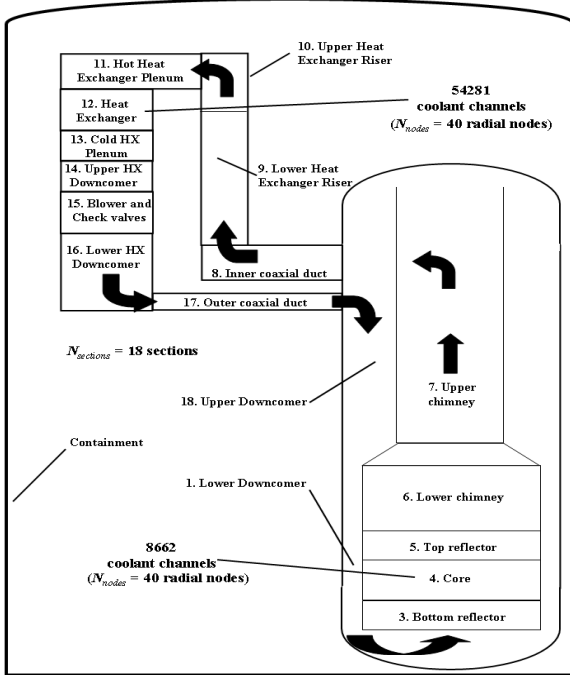 10. Upper Heat
Exchanger Riser
11. Hot Heat
Exchanger Plenum
54281
coolant channels
(Nnodes = 40 radial nodes)
12. Heat
Exchanger
13. Cold HX
Plenum
14. Upper HX
Downcomer
9. Lower Heat
Exchanger Riser
15. Blower and
Check valves
16. Lower HX
Downcomer
8. Inner coaxial duct
17. Outer coaxial duct
Nsections = 18 sections
7. Upper
chimney
18. Upper Downcomer
Containment
1. Lower Downcomer
6. Lower chimney
5. Top reflector
8662
coolant channels
(Nnodes = 40 radial nodes)
4. Core
3. Bottom reflector